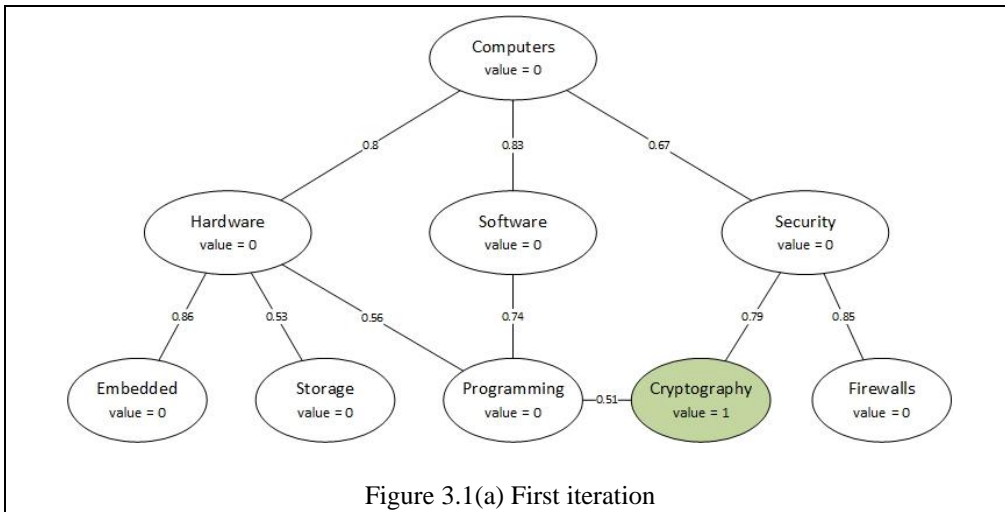 Computers
value = 0
0.8
0.83
0.67
Hardware
value = 0
Software
value = 0
Security
value = 0
0.86
0.53
0.56
0.74
0.79
0.85
Embedded
value = 0
Storage
value = 0
Programming
value = 0
0.51
Cryptography
value = 1
Firewalls
value = 0
Figure 3.1(a) First iteration